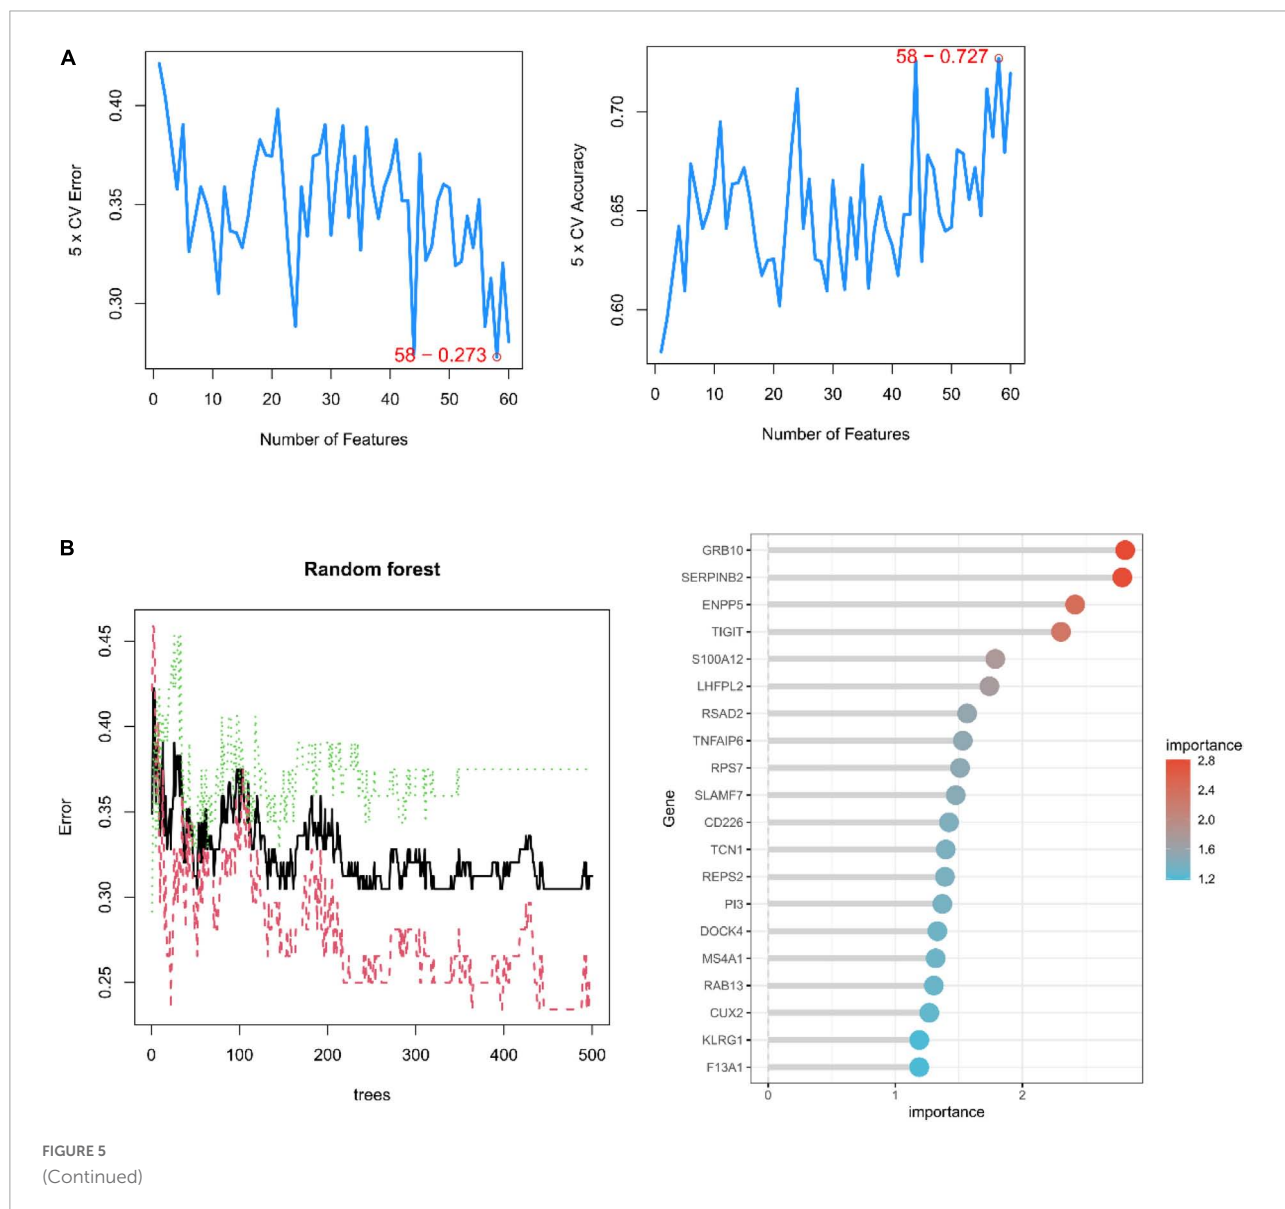 A
58 − 0.273
0.40
0.35
0.30
5 x CV Error
0 10 20 30 40 50 60
Number of Features
58 − 0.727
0.70
0.65
0.60
5 x CV Accuracy
0 10 20 30 40 50 60
Number of Features
B
Random forest
0.45
0.40
0.35
0.30
0.25
Error
0 100 200 300 400 500
trees
GRB10
SERPINB2
ENPP5
TIGIT
S100A12
LHFPL2
RSAD2
TNFAIP6
RPS7
SLAMF7
CD226
TCN1
REPS2
PI3
DOCK4
MS4A1
RAB13
CUX2
KLRG1
F13A1
Gene
0 1 2
importance
importance
2.8
2.4
2.0
1.6
1.2
FIGURE 5
(Continued)